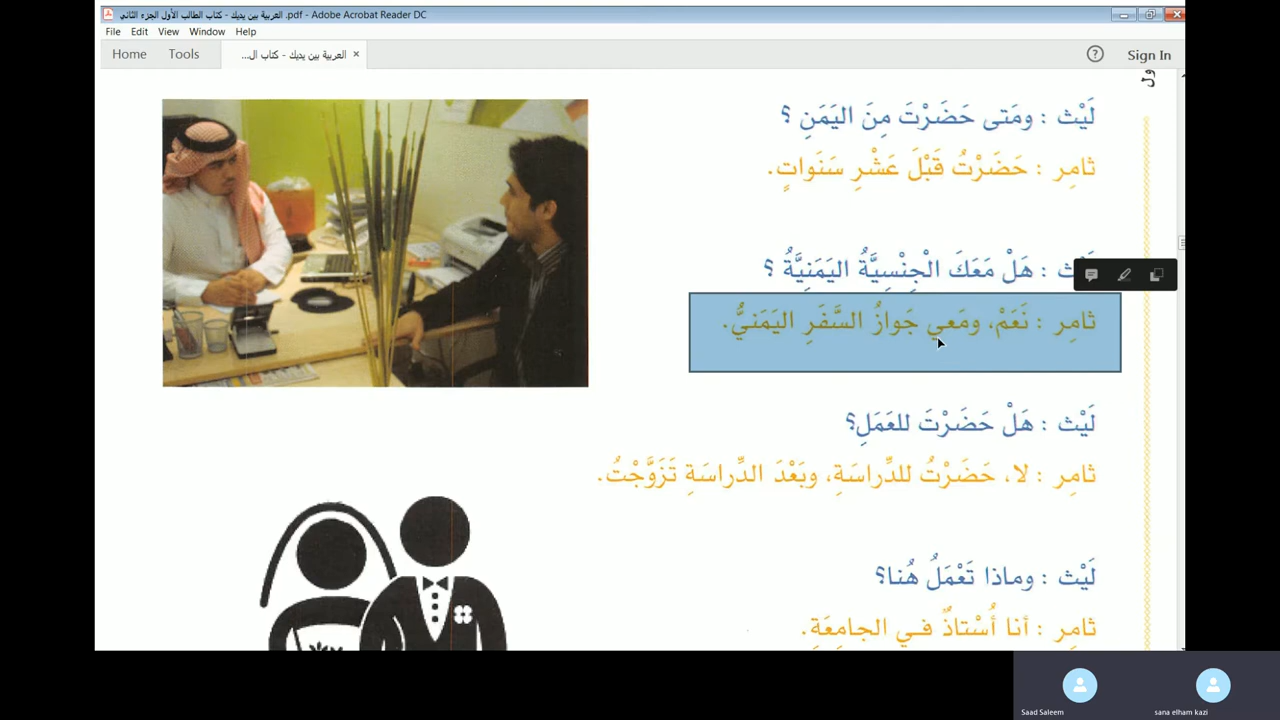 العربية بين يديك - كتاب الطالب الأول الجزء الثاني .pdf - Adobe Acrobat Reader DC
File Edit View Window Help
Home Tools العربية بين يديك - كتاب ال... × ? Sign In
لَيْث : ومَتى حَضَرْتَ مِنَ اليَمَنِ ؟
ثامِر : حَضَرْتُ قَبْلَ عَشْرِ سَنَواتٍ.
: هَلْ مَعَكَ الْجِنْسِيَّةُ اليَمَنِيَّةُ ؟
ثامِر : نَعَمْ، ومَعي جَوازُ السَّفَرِ اليَمَنيُّ.
لَيْث : هَلْ حَضَرْتَ للعَمَلِ؟
ثامِر : لا، حَضَرْتُ للدِّراسَةِ، وبَعْدَ الدِّراسَةِ تَزَوَّجْتُ.
لَيْث : وماذا تَعْمَلُ هُنا؟
ثامِر : أنا أُسْتاذٌ في الجامِعَةِ.
Saad Saleem
sana elham kazi